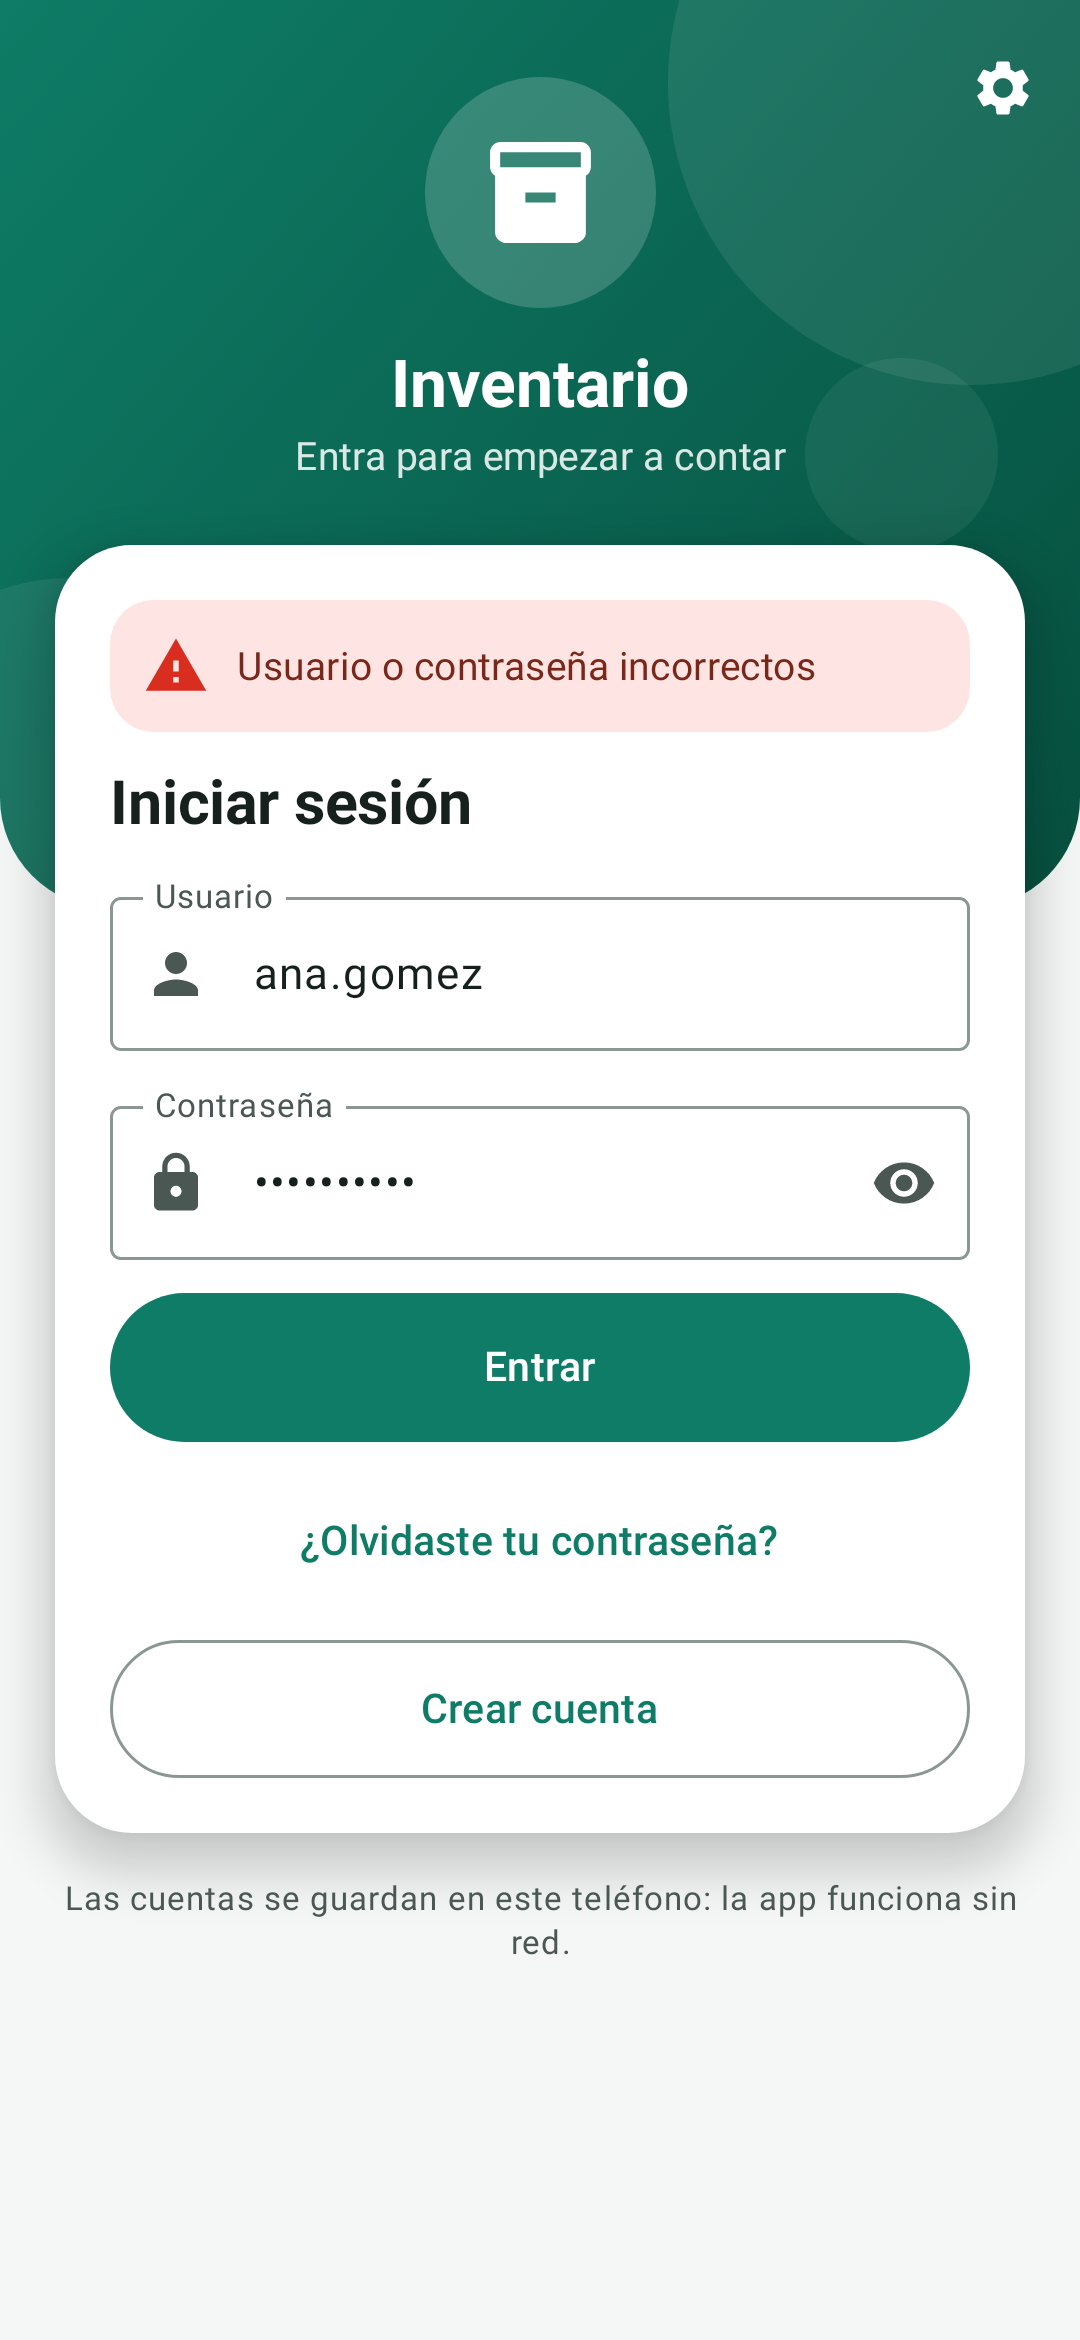 Inventario
Entra para empezar a contar
Usuario o contraseña incorrectos
Iniciar sesión
Usuario
ana.gomez
Contraseña
••••••••••
Entrar
¿Olvidaste tu contraseña?
Crear cuenta
Las cuentas se guardan en este teléfono: la app funciona sin
red.